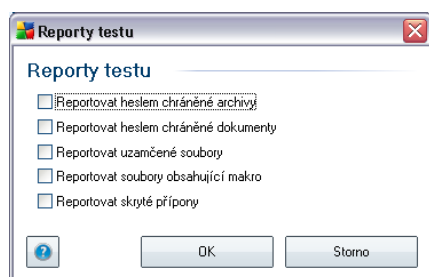 Reporty testu
Reporty testu
Reportovat heslem chráněné archivy
Reportovat heslem chráněné dokumenty
Reportovat uzamčené soubory
Reportovat soubory obsahující makro
Reportovat skryté přípony
? OK Storno